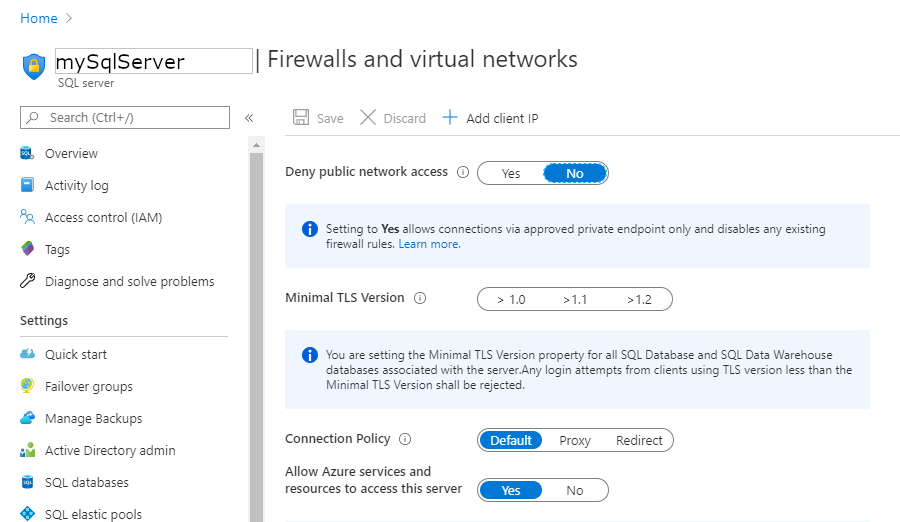 Home >
mySqlServer | Firewalls and virtual networks
SQL server
Search (Ctrl+/) «
Save Discard + Add client IP
Overview
Activity log
Access control (IAM)
Tags
Diagnose and solve problems
Settings
Quick start
Failover groups
Manage Backups
Active Directory admin
SQL databases
SQL elastic pools
Deny public network access Yes No
Setting to Yes allows connections via approved private endpoint only and disables any existing
firewall rules. Learn more.
Minimal TLS Version > 1.0 >1.1 >1.2
You are setting the Minimal TLS Version property for all SQL Database and SQL Data Warehouse
databases associated with the server.Any login attempts from clients using TLS version less than the
Minimal TLS Version shall be rejected.
Connection Policy Default Proxy Redirect
Allow Azure services and
resources to access this server Yes No